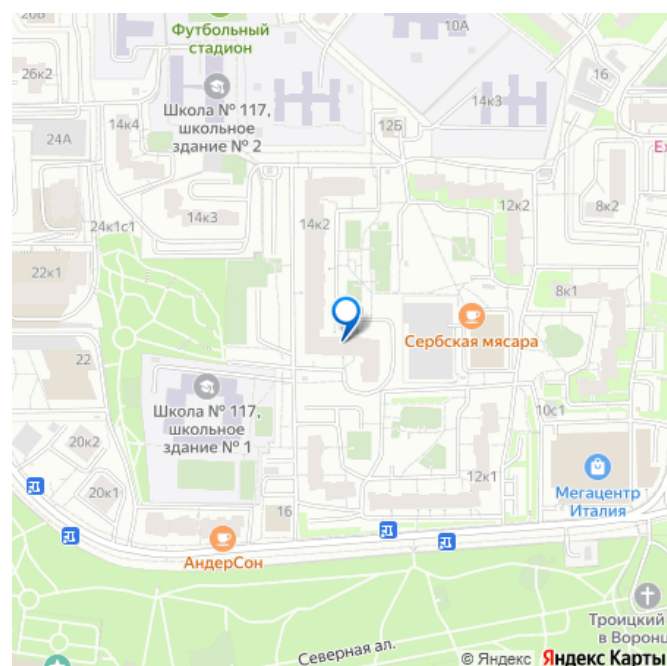 20Б
10А
Футбольный
стадион
26к2
16
Школа № 117,
школьное
здание № 2
14к3
14к4
12Б
24А
Ex
12к2
8к2
14к3
14к2
24к1с1
22к1
8к1
Сербская мясара
22
Школа № 117,
школьное
здание № 1
10с1
20к2
12к1
20к1
Мегацентр
Италия
16
АндерСон
Троицкий
в Воронц
Северная ал.
© Яндекс Яндекс Карты